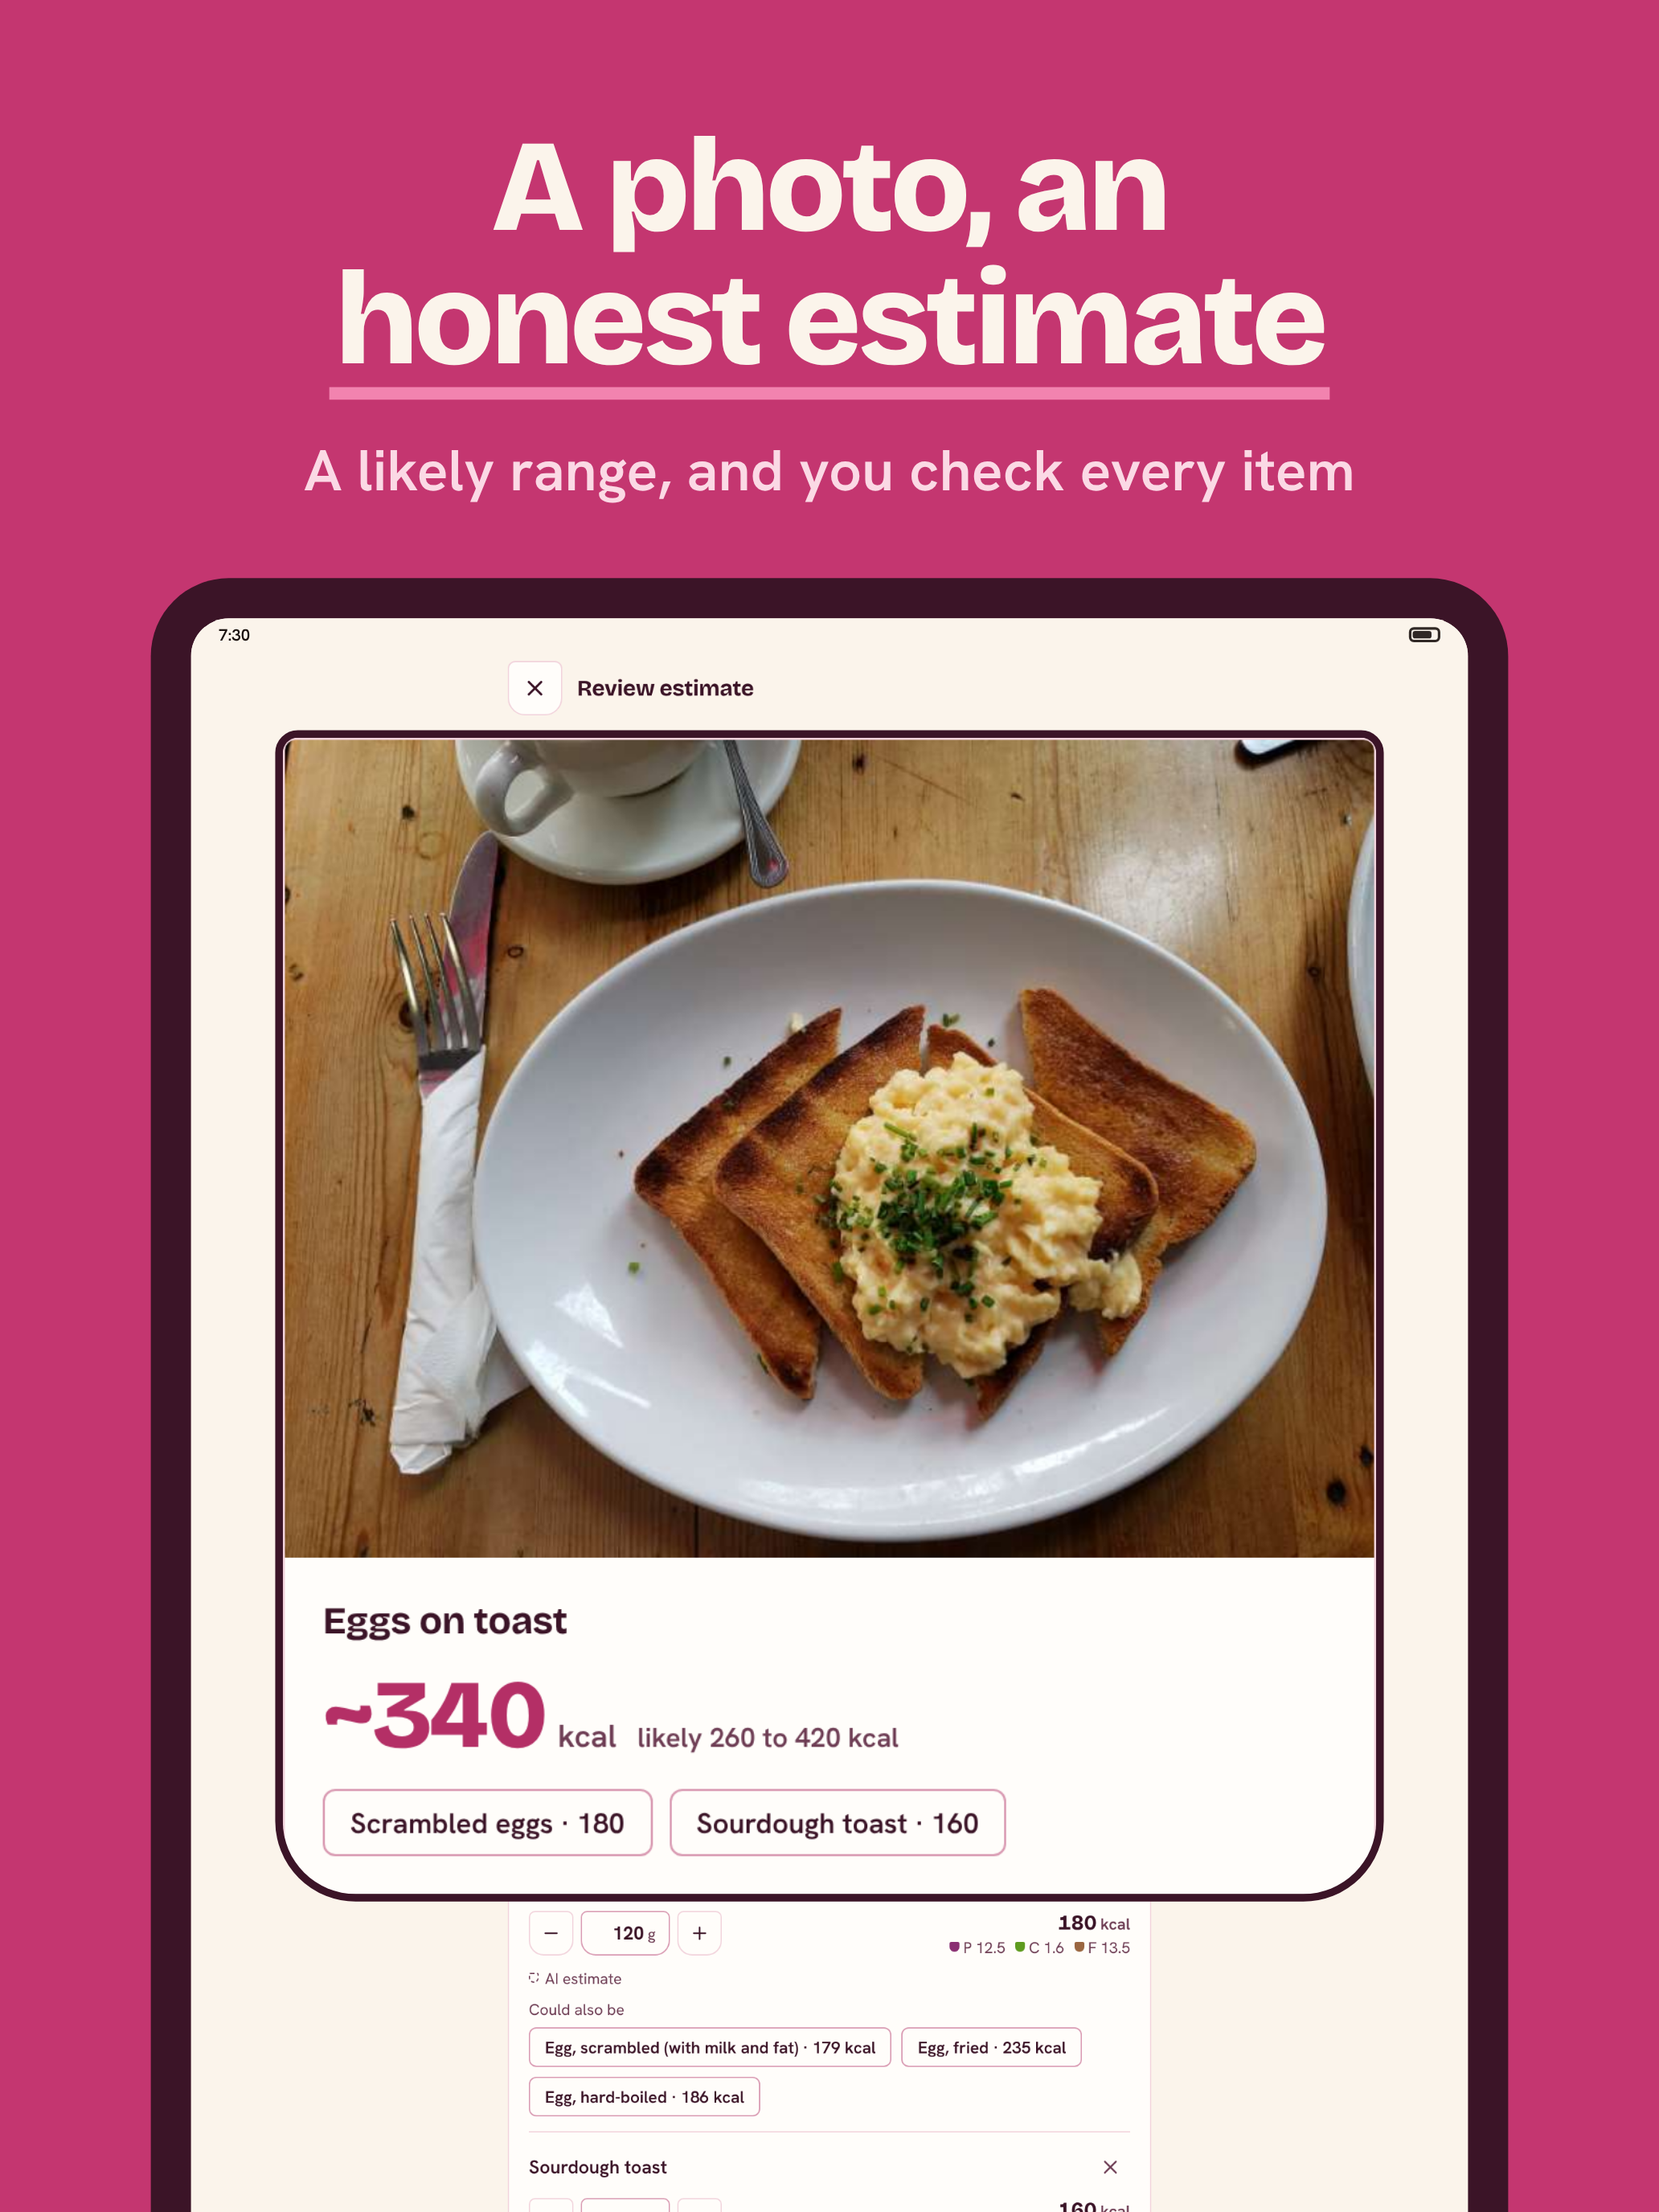 A photo, an
honest estimate
A likely range, and you check every item
7:30
Review estimate
Eggs on toast
~340 kcal likely 260 to 420 kcal
Scrambled eggs · 180 Sourdough toast · 160
120 g
180 kcal
P 12.5 C 1.6 F 13.5
AI estimate
Could also be
Egg, scrambled (with milk and fat) · 179 kcal Egg, fried · 235 kcal
Egg, hard-boiled · 186 kcal
Sourdough toast
160 kcal